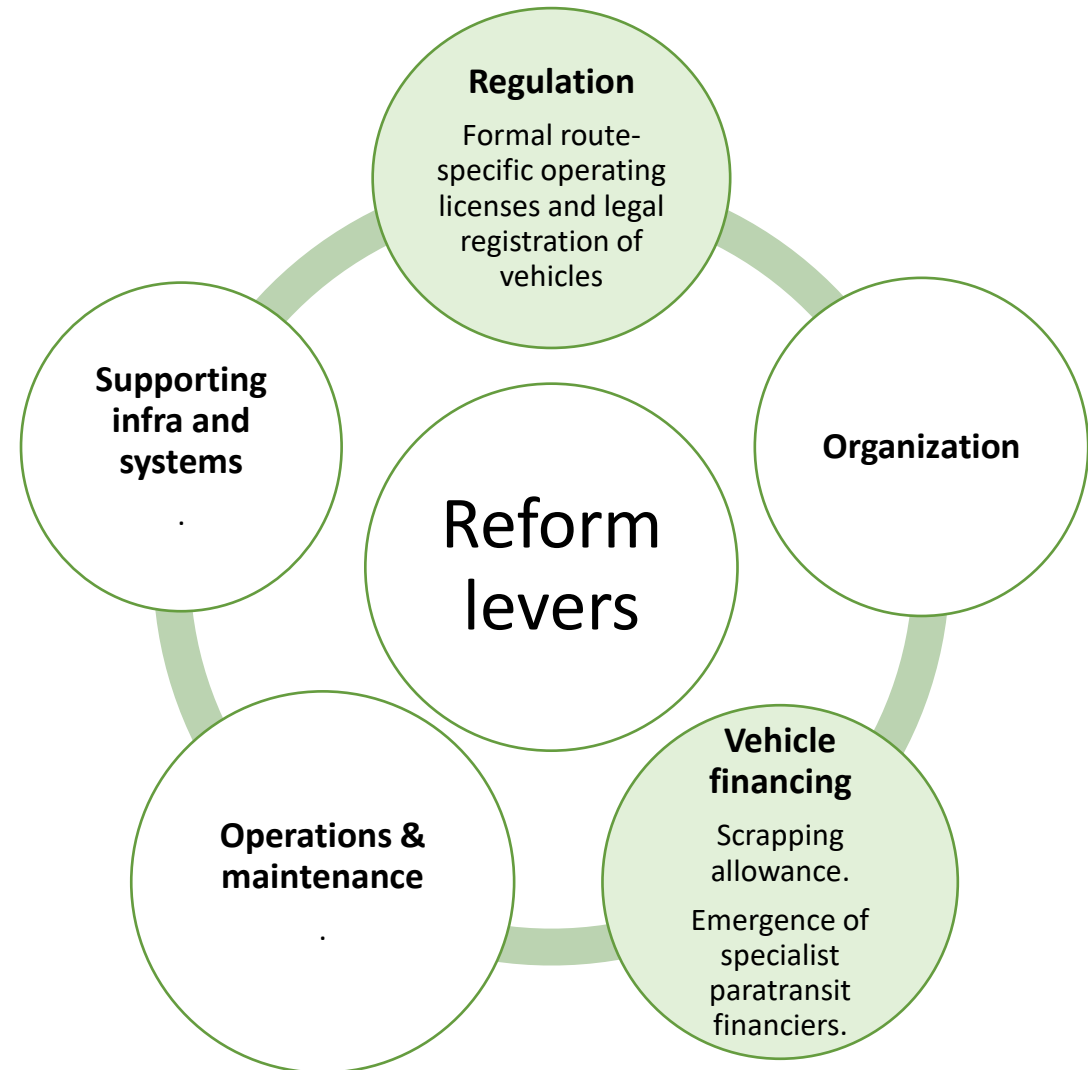 Regulation
Formal route-
specific operating
licenses and legal
registration of
vehicles
Supporting
infra and
systems
.
Organization
Reform
levers
Operations &
maintenance
.
Vehicle
financing
Scrapping
allowance.
Emergence of
specialist
paratransit
financiers.